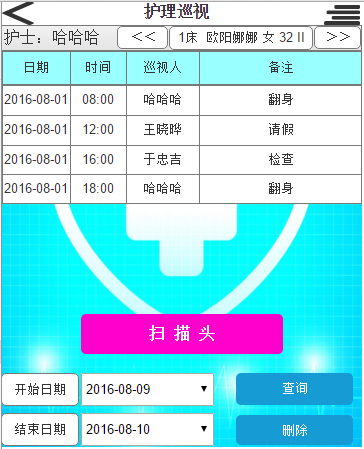 护理巡视
护士：哈哈哈 << 1床 欧阳娜娜 女 32 II >>
日期 时间 巡视人 备注
2016-08-01 08:00 哈哈哈 翻身
2016-08-01 12:00 王晓晔 请假
2016-08-01 16:00 于忠吉 检查
2016-08-01 18:00 哈哈哈 翻身
扫 描 头
开始日期 2016-08-09 查询
结束日期 2016-08-10 删除